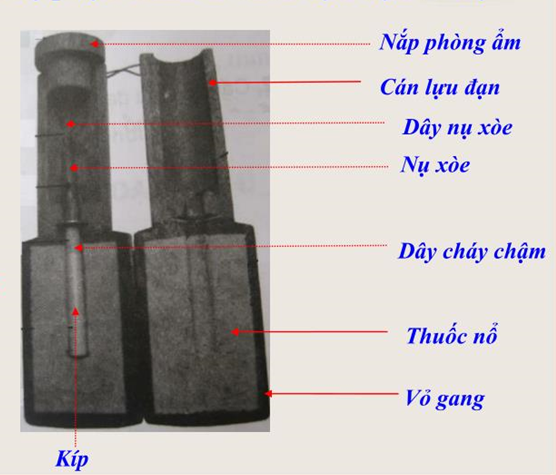 Nắp phòng ẩm
Cán lựu đạn
Dây nụ xòe
Nụ xòe
Dây cháy chậm
Thuốc nổ
Vỏ gang
Kíp